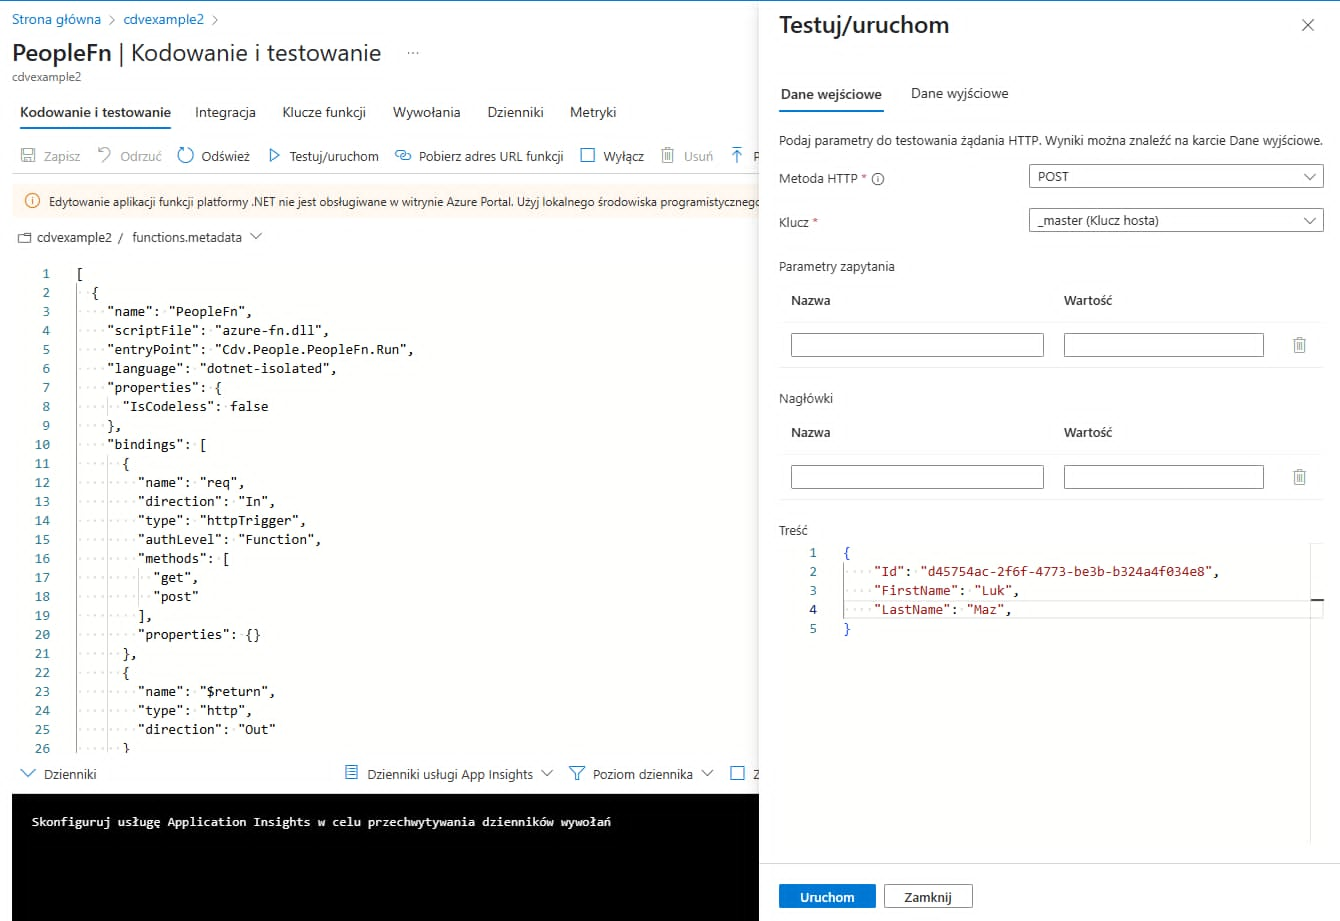 Strona główna > cdvexample2 >
PeopleFn | Kodowanie i testowanie ...
cdvexample2
Kodowanie i testowanie Integracja Klucze funkcji Wywołania Dzienniki Metryki
Zapisz Odrzuć Odśwież Testuj/uruchom Pobierz adres URL funkcji Wyłącz Usuń
Edytowanie aplikacji funkcji platformy .NET nie jest obsługiwane w witrynie Azure Portal. Użyj lokalnego środowiska programistycznego
cdvexample2 / functions.metadata
1 [
2 {
3 "name": "PeopleFn",
4 "scriptFile": "azure-fn.dll",
5 "entryPoint": "Cdv.People.PeopleFn.Run",
6 "language": "dotnet-isolated",
7 "properties": {
8 "IsCodeless": false
9 },
10 "bindings": [
11 {
12 "name": "req",
13 "direction": "In",
14 "type": "httpTrigger",
15 "authLevel": "Function",
16 "methods": [
17 "get",
18 "post"
19 ],
20 "properties": {}
21 },
22 {
23 "name": "$return",
24 "type": "http",
25 "direction": "Out"
26 }
Dzienniki Dzienniki usługi App Insights Poziom dziennika
Skonfiguruj usługę Application Insights w celu przechwytywania dzienników wywołań
Testuj/uruchom
Dane wejściowe Dane wyjściowe
Podaj parametry do testowania żądania HTTP. Wyniki można znaleźć na karcie Dane wyjściowe.
Metoda HTTP * POST
Klucz * _master (Klucz hosta)
Parametry zapytania
Nazwa Wartość
Nagłówki
Nazwa Wartość
Treść
1 {
2 "Id": "d45754ac-2f6f-4773-be3b-b324a4f034e8",
3 "FirstName": "Luk",
4 "LastName": "Maz",
5 }
Uruchom Zamknij